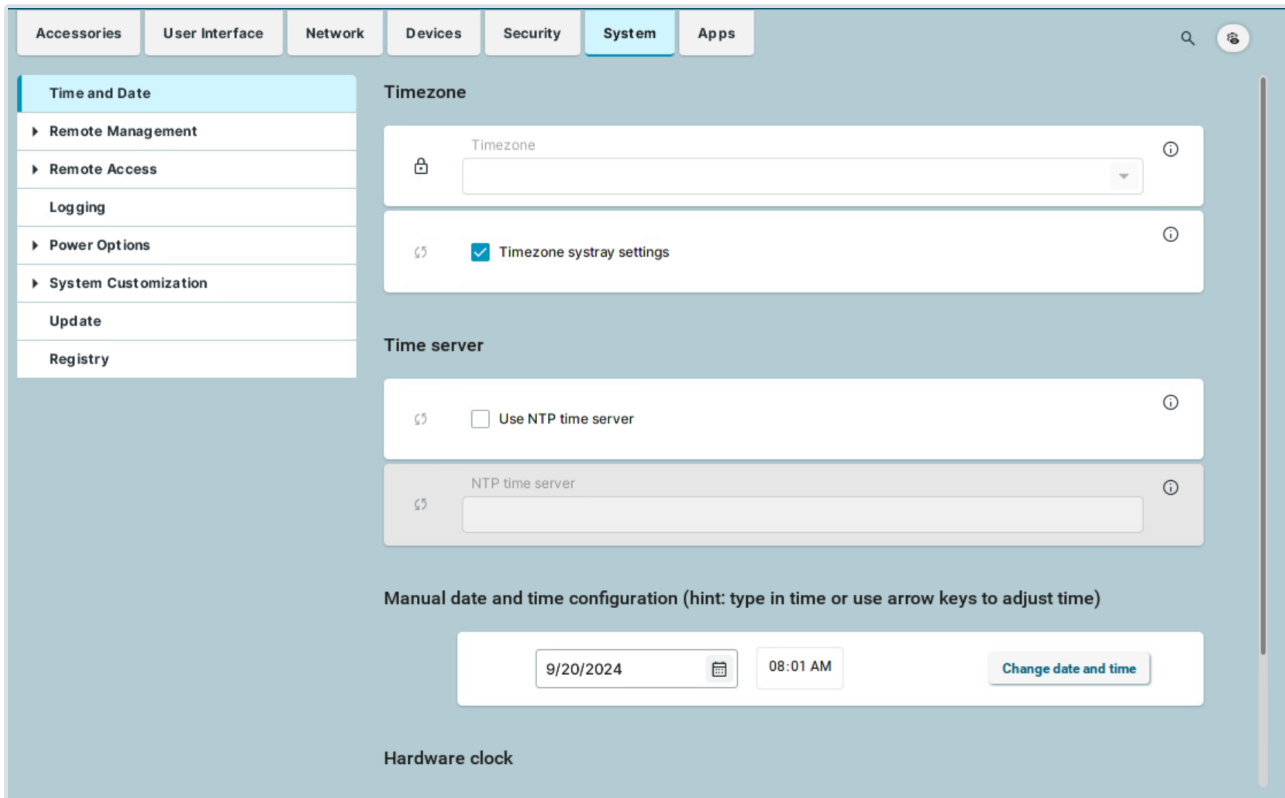 Accessories
User Interface
Network
Devices
Security
System
Apps
Time and Date
Remote Management
Remote Access
Logging
Power Options
System Customization
Update
Registry
Timezone
Timezone
Timezone systray settings
Time server
Use NTP time server
NTP time server
Manual date and time configuration (hint: type in time or use arrow keys to adjust time)
9/20/2024
08:01 AM
Change date and time
Hardware clock